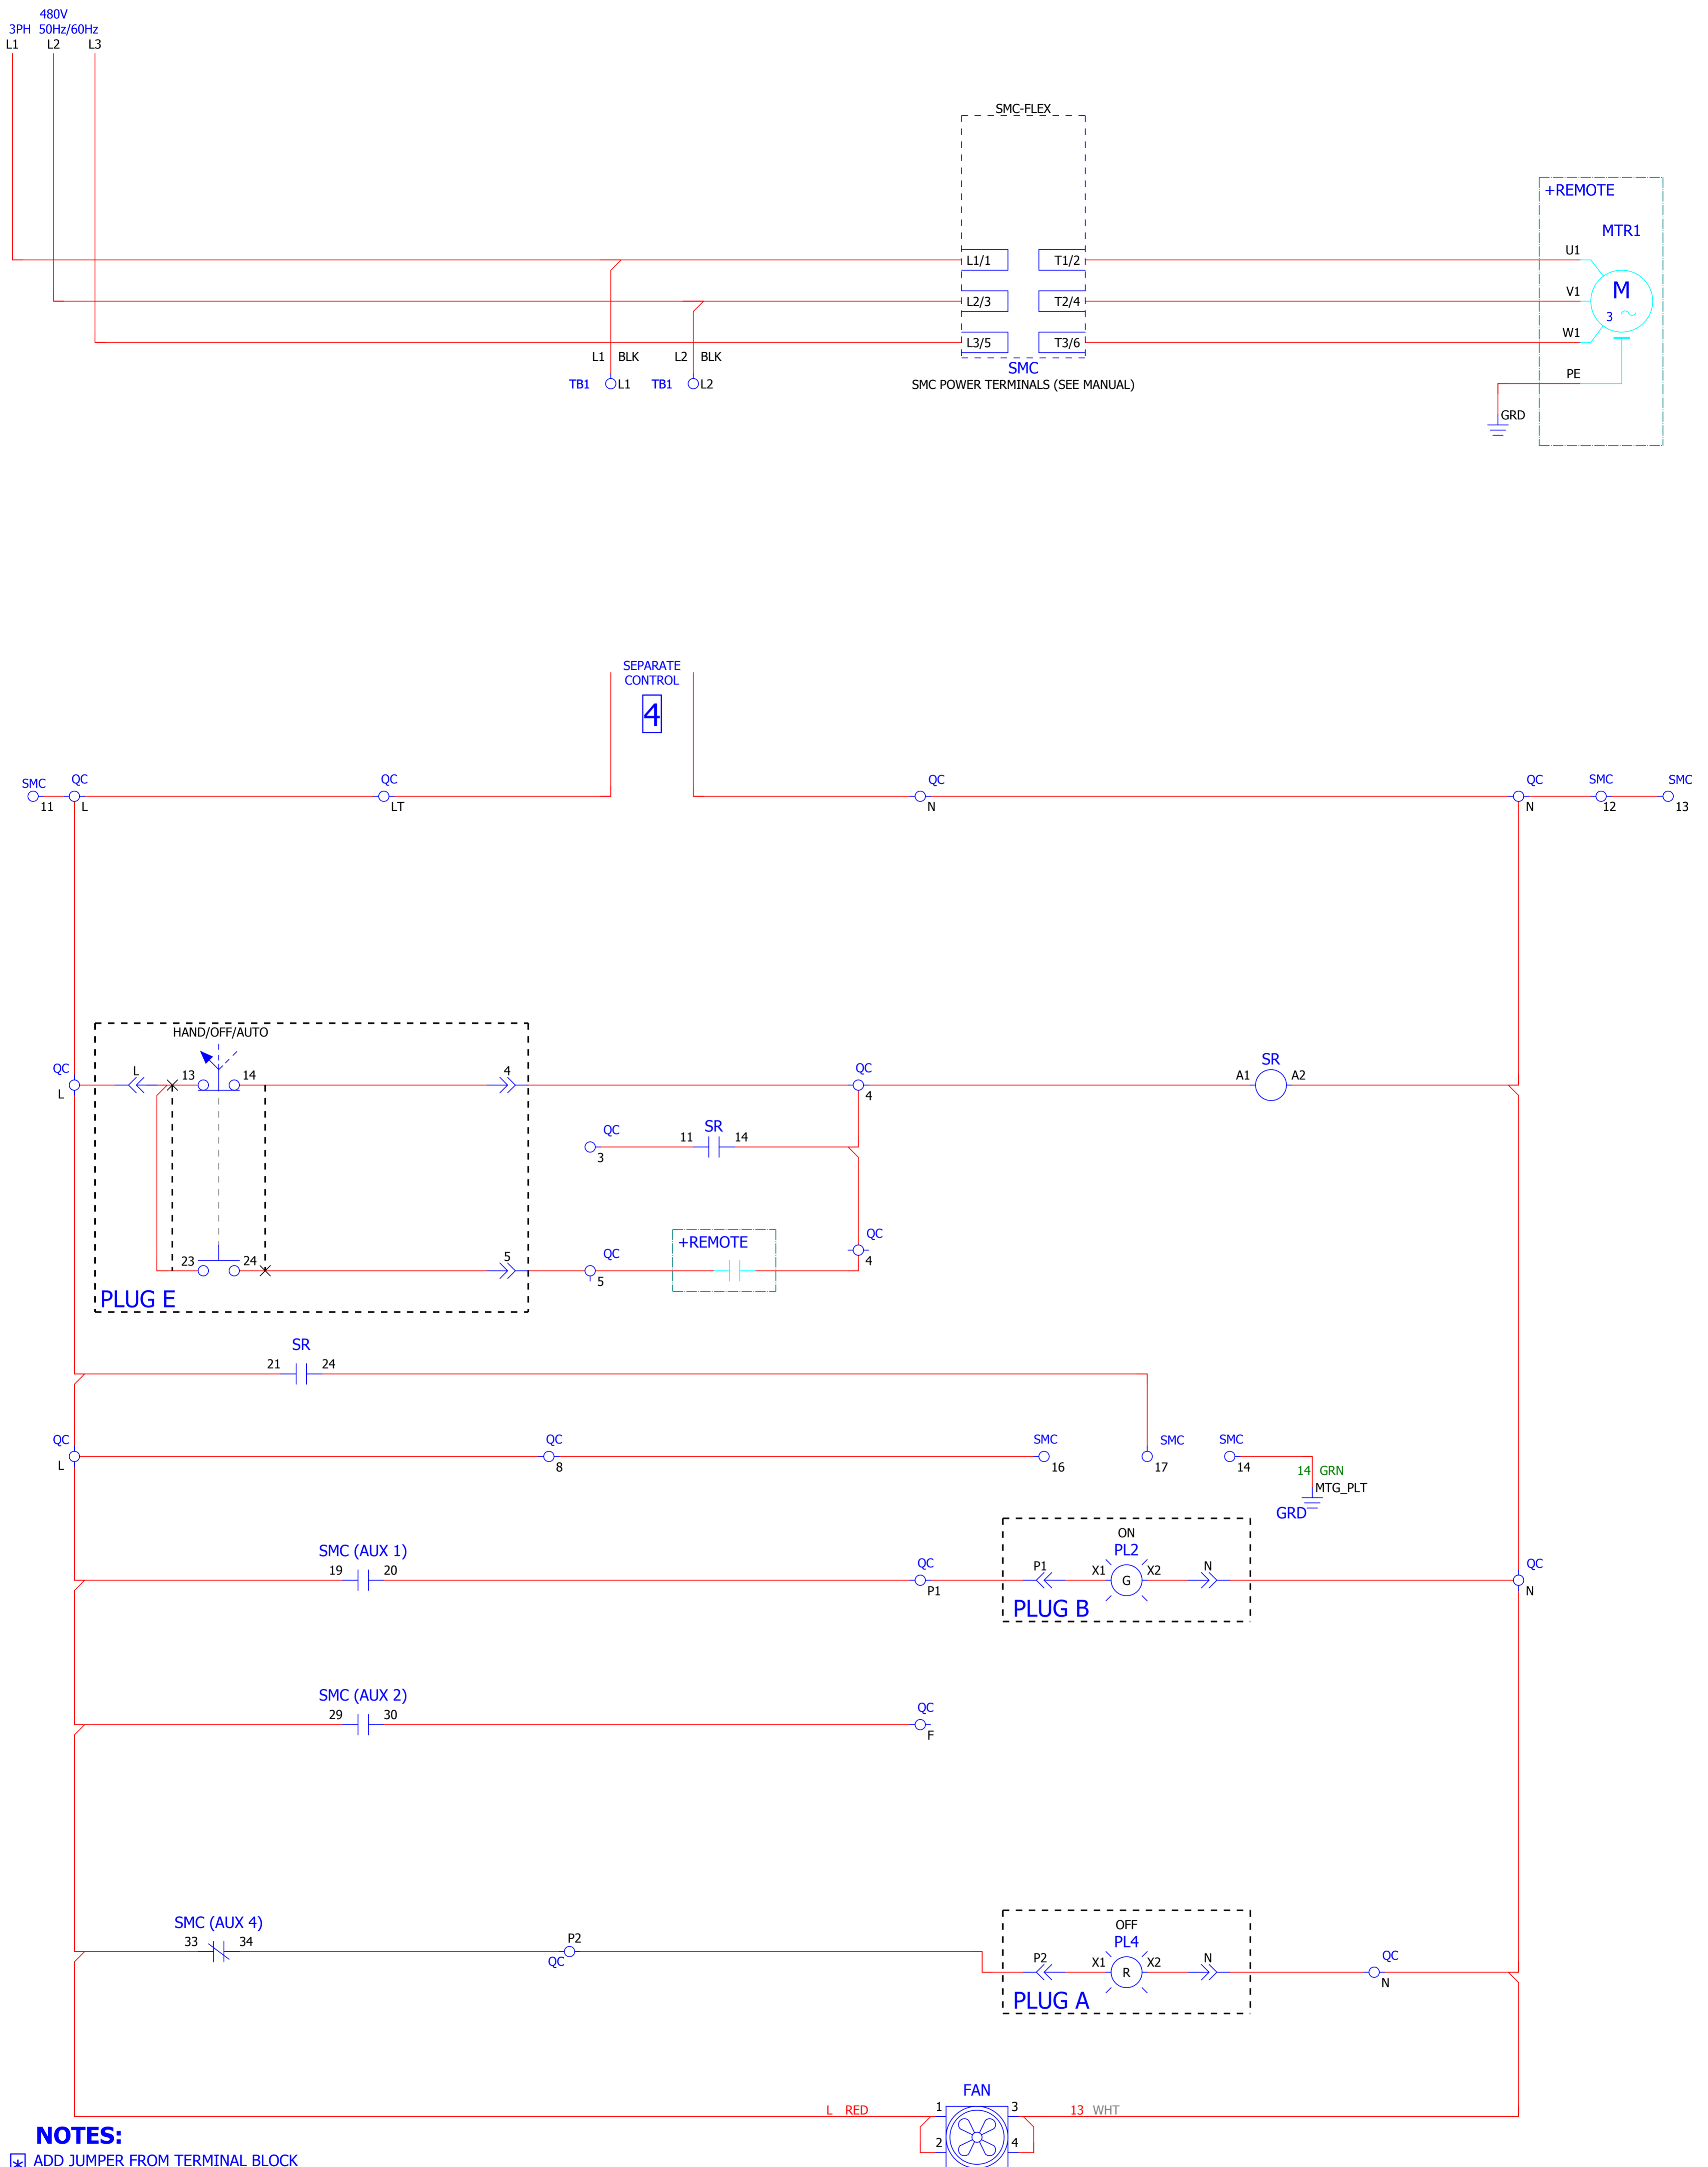 480V
3PH 50Hz/60Hz
L1 L2 L3
SMC-FLEX
+REMOTE
MTR1
U1
L1/1 T1/2
V1
M
3
L2/3 T2/4
W1
L3/5 T3/6
L1 BLK L2 BLK
SMC
TB1 L1 TB1 L2
SMC POWER TERMINALS (SEE MANUAL)
PE
GRD
SEPARATE
CONTROL
4
SMC QC QC QC QC SMC SMC
11 L LT N N 12 13
HAND/OFF/AUTO
QC L 13 14 4 QC SR
A1 A2
L 4
QC SR
11 14
3
QC
+REMOTE
23 24 5 QC
4
5
PLUG E
SR
21 24
QC QC SMC SMC SMC
L 8 16 17 14
14 GRN
MTG_PLT
GRD
ON
SMC (AUX 1) PL2
19 20 QC P1 X1 G X2 N QC
P1 N
PLUG B
SMC (AUX 2)
29 30 QC
F
SMC (AUX 4) OFF
33 34 P2 PL4
QC P2 X1 R X2 N QC
N
PLUG A
FAN
L RED 1 3 13 WHT
NOTES:
2 4
* ADD JUMPER FROM TERMINAL BLOCK